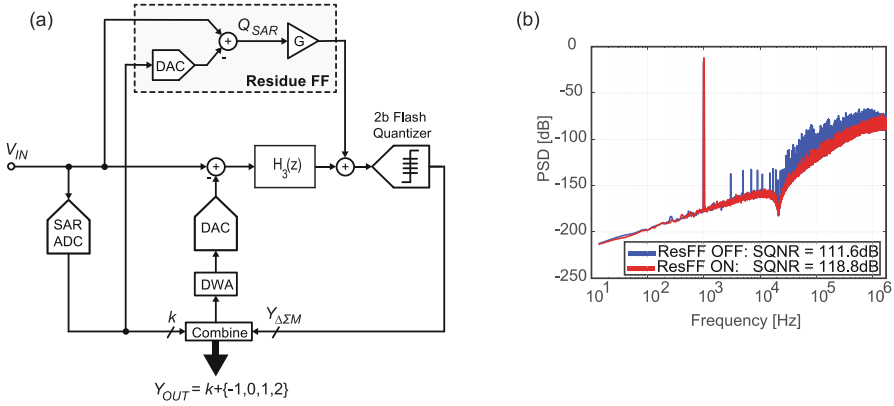 (a)
Q_SAR
DAC
+
-
G
Residue FF
2b Flash
Quantizer
V_IN
+
-
H_3(z)
+
SAR
ADC
DAC
DWA
k
Combine
Y_ΔΣM
Y_OUT = k+{-1,0,1,2}
(b)
PSD [dB]
0
-50
-100
-150
-200
-250
ResFF OFF: SQNR = 111.6dB
ResFF ON: SQNR = 118.8dB
10^1 10^2 10^3 10^4 10^5 10^6
Frequency [Hz]